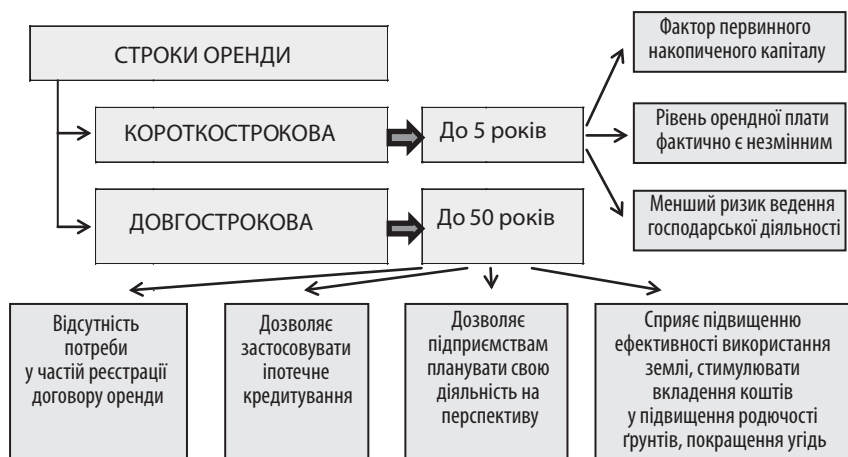 СТРОКИ ОРЕНДИ
КОРОТКОСТРОКОВА
До 5 років
Фактор первинного
накопиченого капіталу
Рівень орендної плати
фактично є незмінним
Менший ризик ведення
господарської діяльності
ДОВГОСТРОКОВА
До 50 років
Відсутність
потреби
у частій реєстрації
договору оренди
Дозволяє
застосовувати
іпотечне
кредитування
Дозволяє
підприємствам
планувати свою
діяльність на
перспективу
Сприяє підвищенню
ефективності використання
землі, стимулювати
вкладення коштів
у підвищення родючості
ґрунтів, покращення угідь